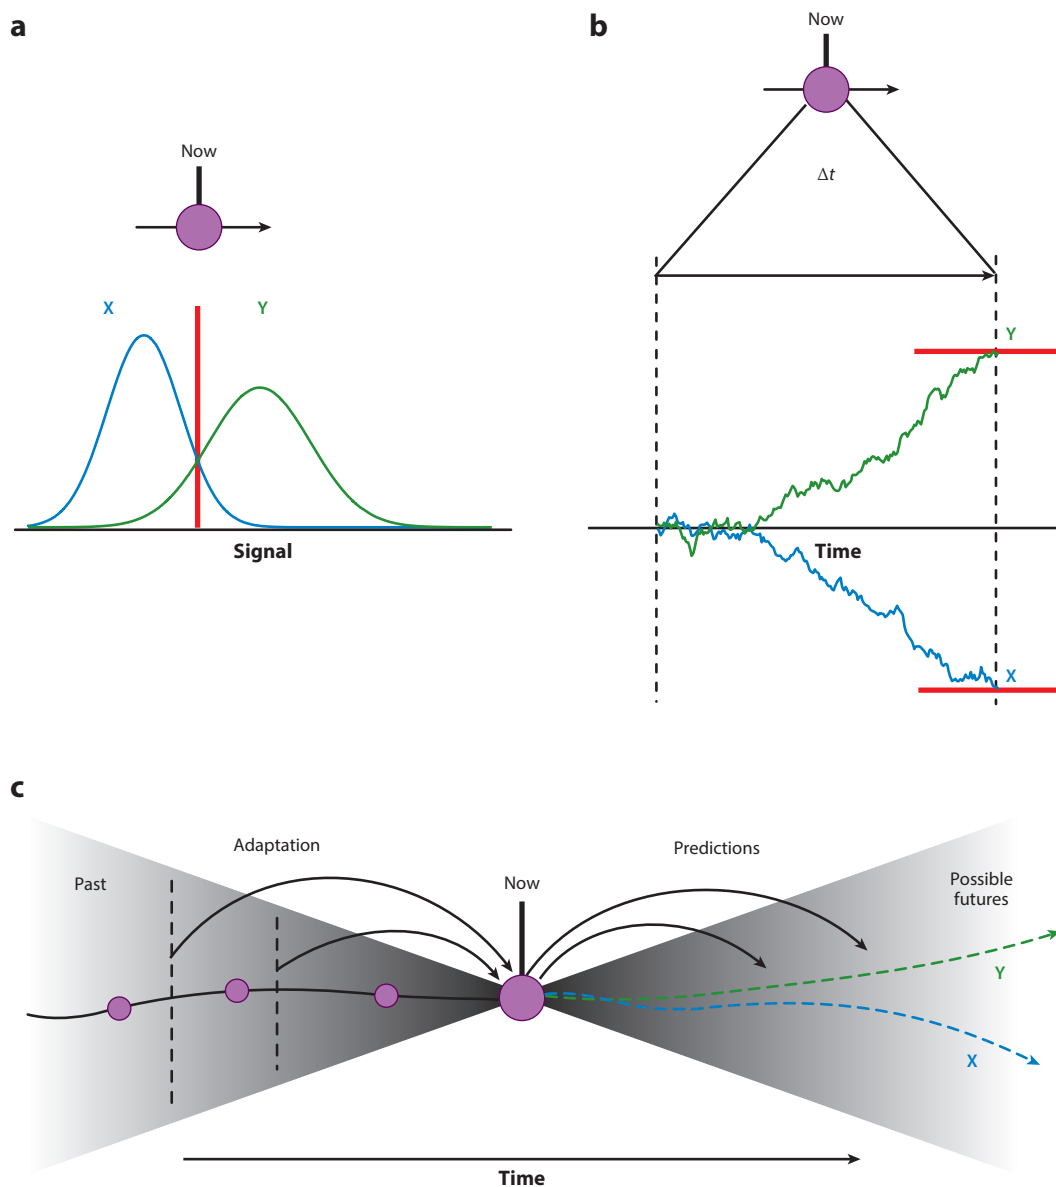 a
Now
X
Y
Signal
b
Now
Δt
Y
Time
X
c
Adaptation
Predictions
Past
Now
Possible
futures
Y
X
Time